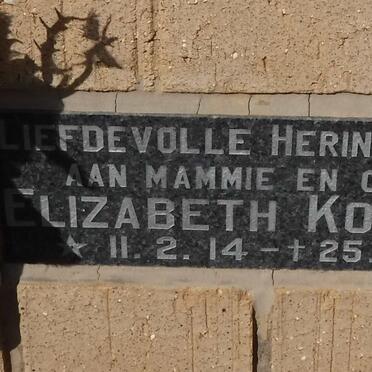 LIEFDEVOLLE HERIN
AAN MAMMIE EN
ELIZABETH KO
* 11. 2. 14 - † 25.